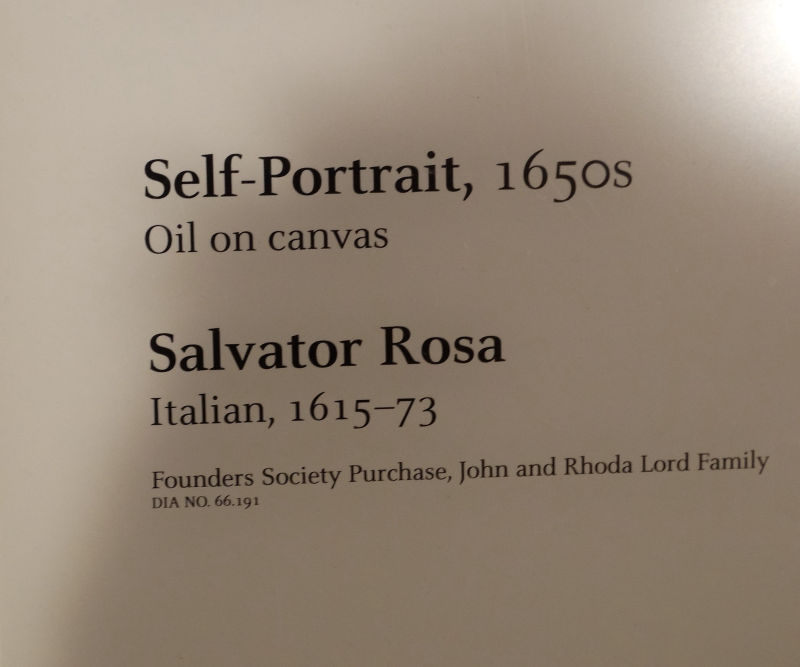 Self-Portrait, 1650s
Oil on canvas
Salvator Rosa
Italian, 1615–73
Founders Society Purchase, John and Rhoda Lord Family
DIA NO. 66.191